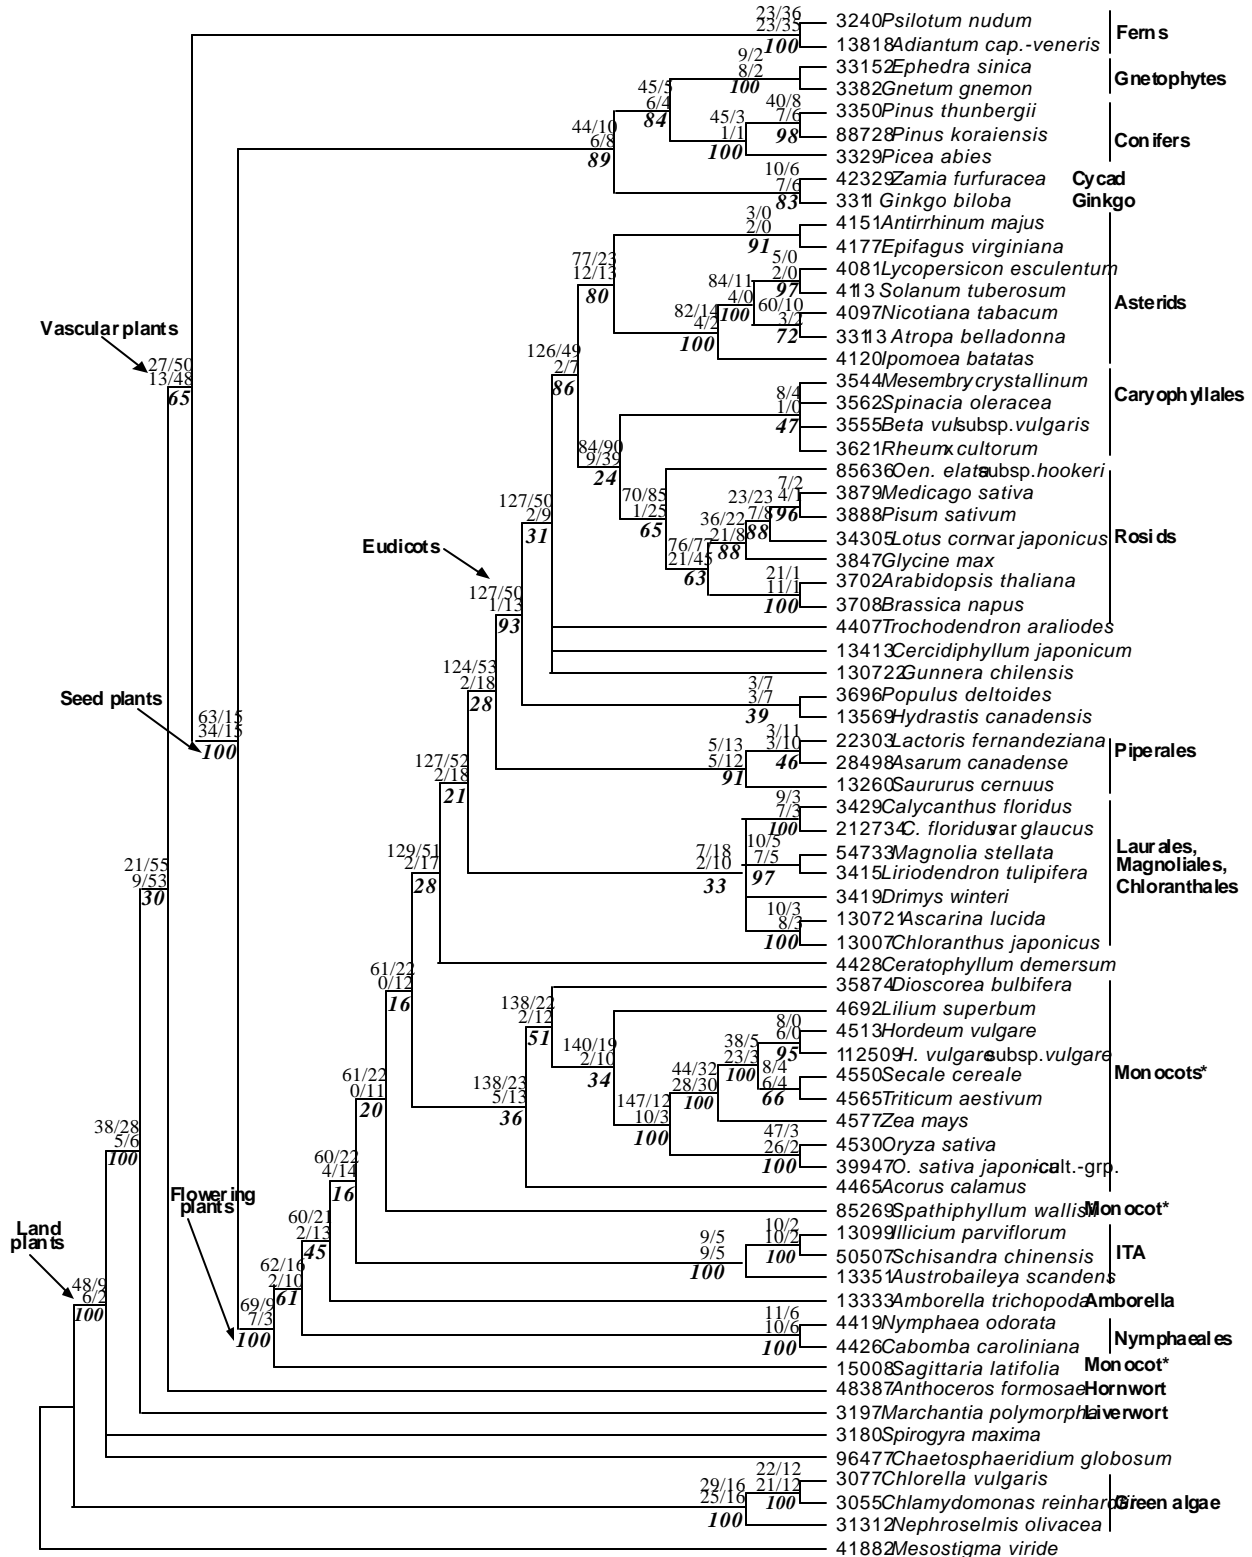 23/36
23/35
100
3240 Psilotum nudum
13818 Adiantum cap.-veneris
Ferns
9/2
8/2
100
33152 Ephedra sinica
3382 Gnetum gnemon
Gnetophytes
45/5
6/4
84
40/8
7/6
98
45/3
1/1
100
3350 Pinus thunbergii
88728 Pinus koraiensis
3329 Picea abies
Conifers
44/10
6/8
89
10/6
7/6
83
42329 Zamia furfuracea
Cycad
3311 Ginkgo biloba
Ginkgo
3/0
2/0
91
4151 Antirrhinum majus
4177 Epifagus virginiana
77/23
12/13
80
5/0
2/0
97
84/11
4/0
100
60/10
3/2
72
82/14
4/2
100
4081 Lycopersicon esculentum
4113 Solanum tuberosum
4097 Nicotiana tabacum
33113 Atropa belladonna
4120 Ipomoea batatas
Asterids
Vascular plants
27/50
13/48
65
126/49
2/7
86
8/4
1/0
47
3544 Mesembry crystallinum
3562 Spinacia oleracea
3555 Beta vul subsp. vulgaris
3621 Rheum x cultorum
Caryophyllales
84/90
9/39
24
70/85
1/25
65
7/2
4/1
96
23/23
7/8
88
36/22
21/8
88
76/77
21/45
63
21/1
11/1
100
85636 Oen. elata subsp. hookeri
3879 Medicago sativa
3888 Pisum sativum
34305 Lotus corn var japonicus
3847 Glycine max
3702 Arabidopsis thaliana
3708 Brassica napus
Rosids
127/50
2/9
31
Eudicots
127/50
1/13
93
4407 Trochodendron araliodes
13413 Cercidiphyllum japonicum
130722 Gunnera chilensis
3/7
3/7
39
3696 Populus deltoides
13569 Hydrastis canadensis
124/53
2/18
28
Seed plants
63/15
34/15
100
3/11
3/10
46
5/13
5/12
91
22303 Lactoris fernandeziana
28498 Asarum canadense
13260 Saururus cernuus
Piperales
127/52
2/18
21
9/3
7/3
100
10/5
7/5
97
7/18
2/10
33
10/3
8/3
100
3429 Calycanthus floridus
212734 C. floridus var glaucus
54733 Magnolia stellata
3415 Liriodendron tulipifera
3419 Drimys winteri
130721 Ascarina lucida
13007 Chloranthus japonicus
Laurales,
Magnoliales,
Chloranthales
129/51
2/17
28
21/55
9/53
30
4428 Ceratophyllum demersum
61/22
0/12
16
138/22
2/12
51
140/19
2/10
34
8/0
6/0
95
38/5
23/3
100
8/4
6/4
66
44/32
28/30
100
138/23
5/13
36
147/12
10/3
100
47/3
26/2
100
35874 Dioscorea bulbifera
4692 Lilium superbum
4513 Hordeum vulgare
112509 H. vulgare subsp. vulgare
4550 Secale cereale
4565 Triticum aestivum
4577 Zea mays
4530 Oryza sativa
39947 O. sativa japonica-cult.-grp.
4465 Acorus calamus
Monocots*
61/22
0/11
20
38/28
5/6
100
60/22
4/14
16
85269 Spathiphyllum wallisii
Monocot*
Flowering
plants
Land
plants
60/21
2/13
45
9/5
9/5
100
10/2
10/2
100
13099 Illicium parviflorum
50507 Schisandra chinensis
13351 Austrobaileya scandens
ITA
48/9
6/2
100
62/16
2/10
61
69/9
7/3
100
13333 Amborella trichopoda
Amborella
11/6
10/6
100
4419 Nymphaea odorata
4426 Cabomba caroliniana
Nymphaeales
15008 Sagittaria latifolia
Monocot*
48387 Anthoceros formosae
Hornwort
3197 Marchantia polymorpha
Liverwort
3180 Spirogyra maxima
96477 Chaetosphaeridium globosum
22/12
21/12
100
29/16
25/16
100
3077 Chlorella vulgaris
3055 Chlamydomonas reinhardtii
31312 Nephroselmis olivacea
Green algae
41882 Mesostigma viride